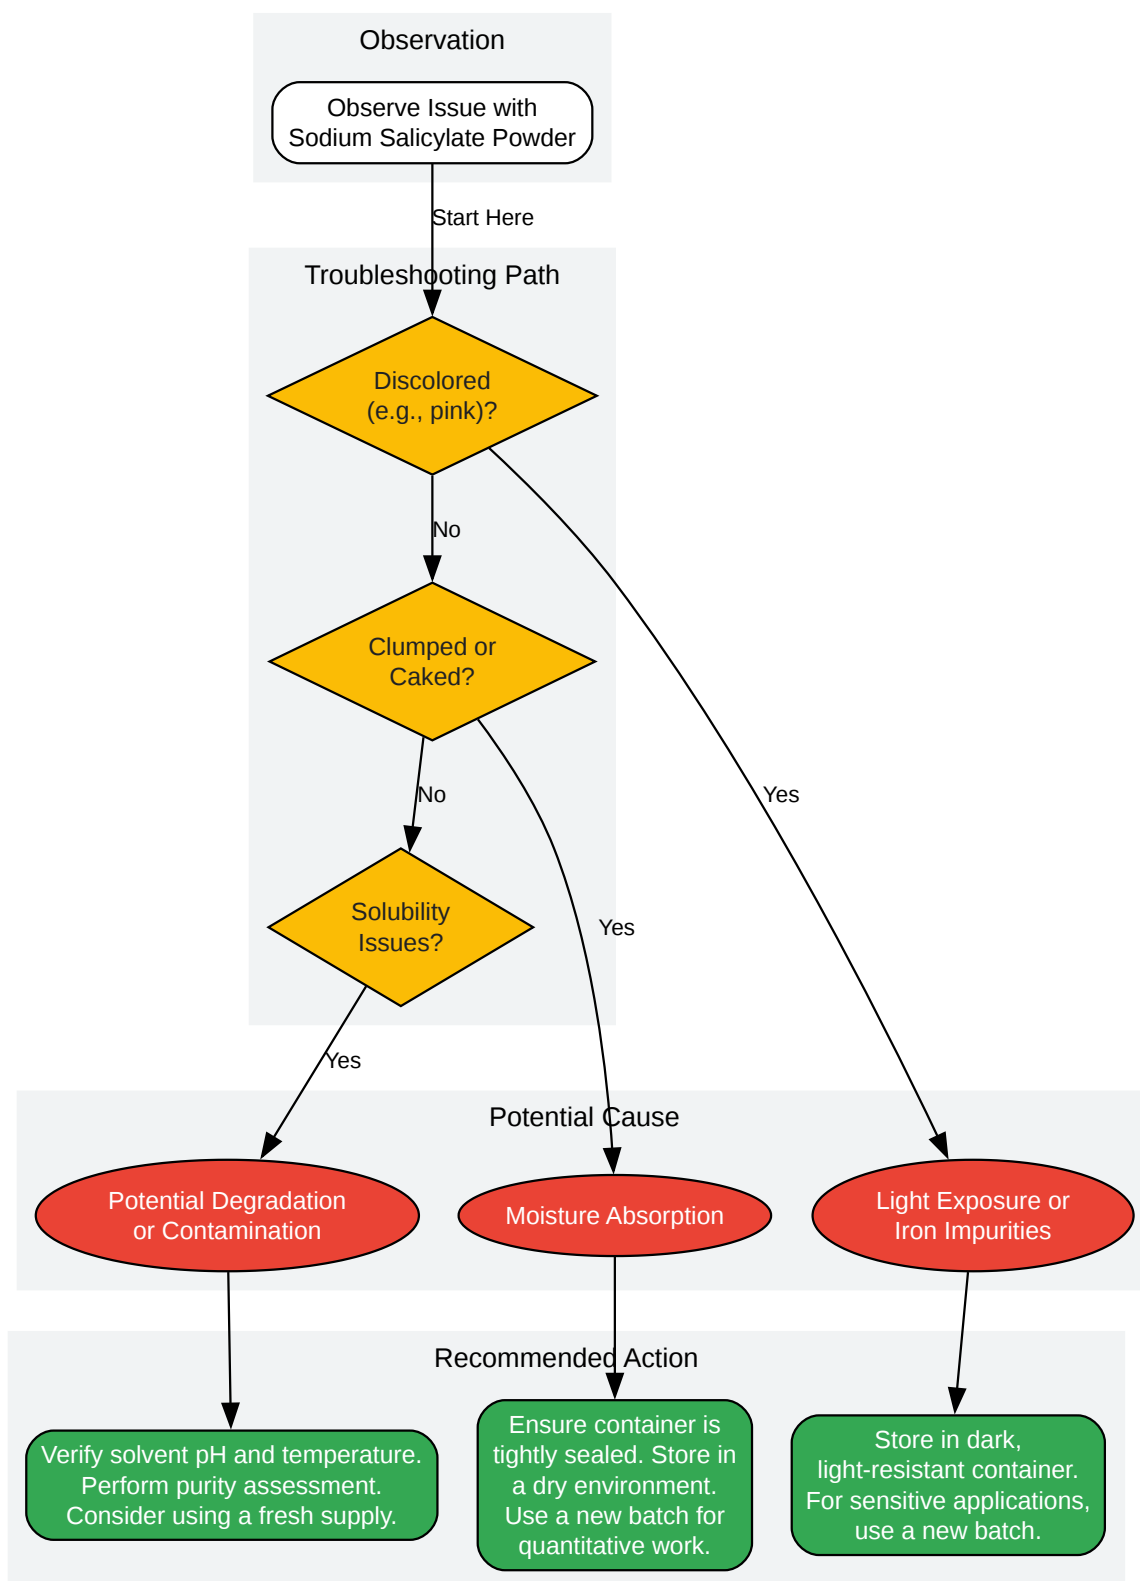 Observation
Observe Issue with
Sodium Salicylate Powder
Start Here
Troubleshooting Path
Discolored
(e.g., pink)?
No
Clumped or
Caked?
No
Yes
Solubility
Issues?
Yes
Yes
Potential Cause
Potential Degradation
or Contamination
Moisture Absorption
Light Exposure or
Iron Impurities
Recommended Action
Verify solvent pH and temperature.
Perform purity assessment.
Consider using a fresh supply.
Ensure container is
tightly sealed. Store in
a dry environment.
Use a new batch for
quantitative work.
Store in dark,
light-resistant container.
For sensitive applications,
use a new batch.